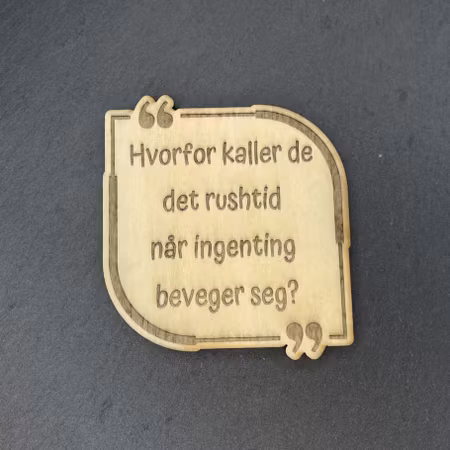 “
Hvorfor kaller de
det rushtid
når ingenting
beveger seg?
”